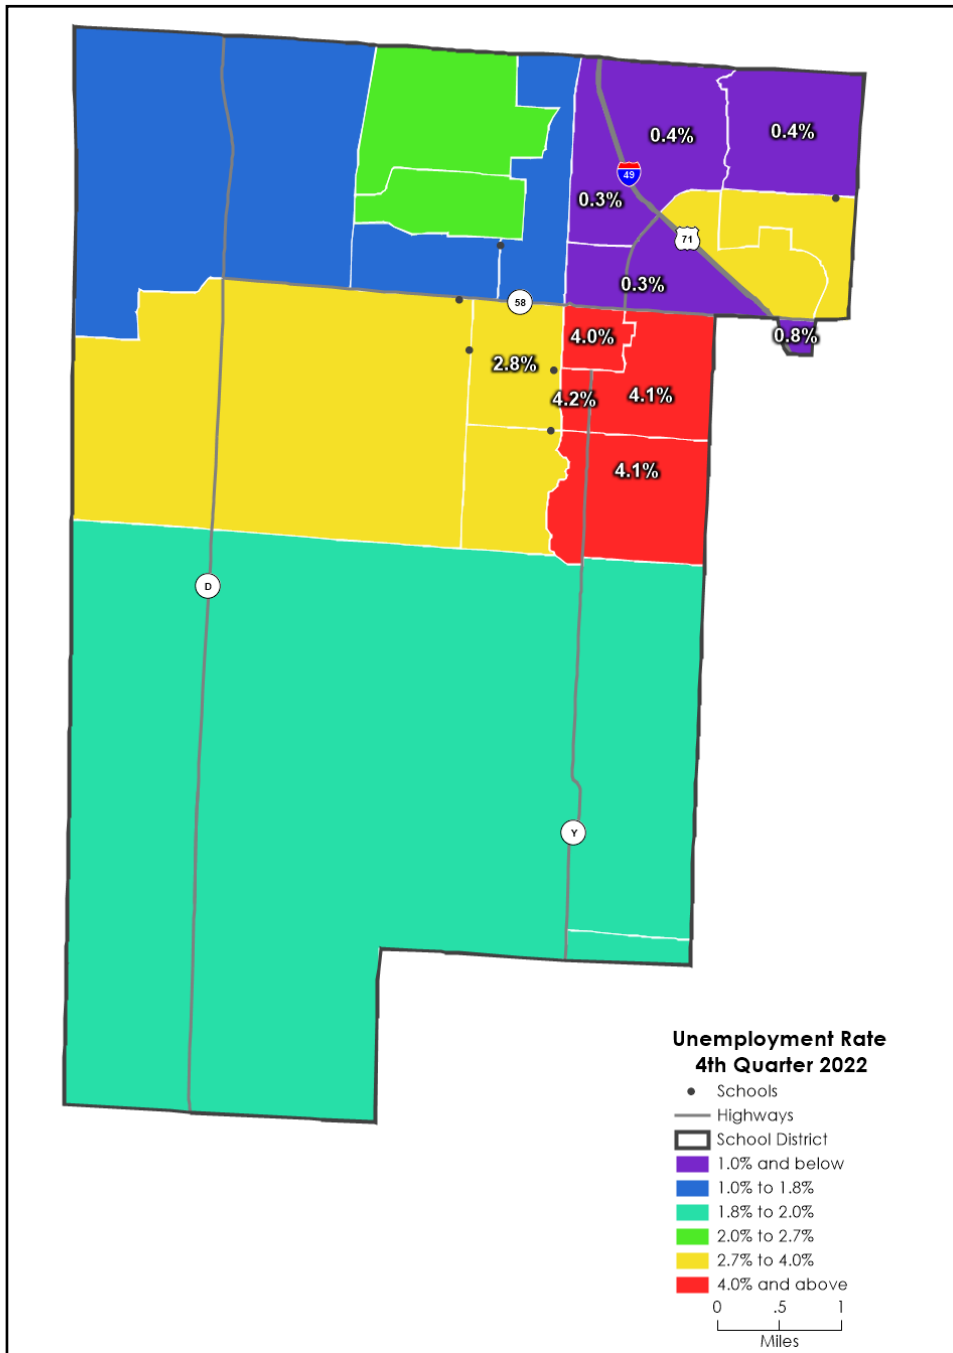 0.4%
0.4%
49
0.3%
71
0.3%
58
0.8%
4.0%
2.8%
4.2%
4.1%
4.1%
D
Y
Unemployment Rate
4th Quarter 2022
Schools
Highways
School District
1.0% and below
1.0% to 1.8%
1.8% to 2.0%
2.0% to 2.7%
2.7% to 4.0%
4.0% and above
0 .5 1
Miles